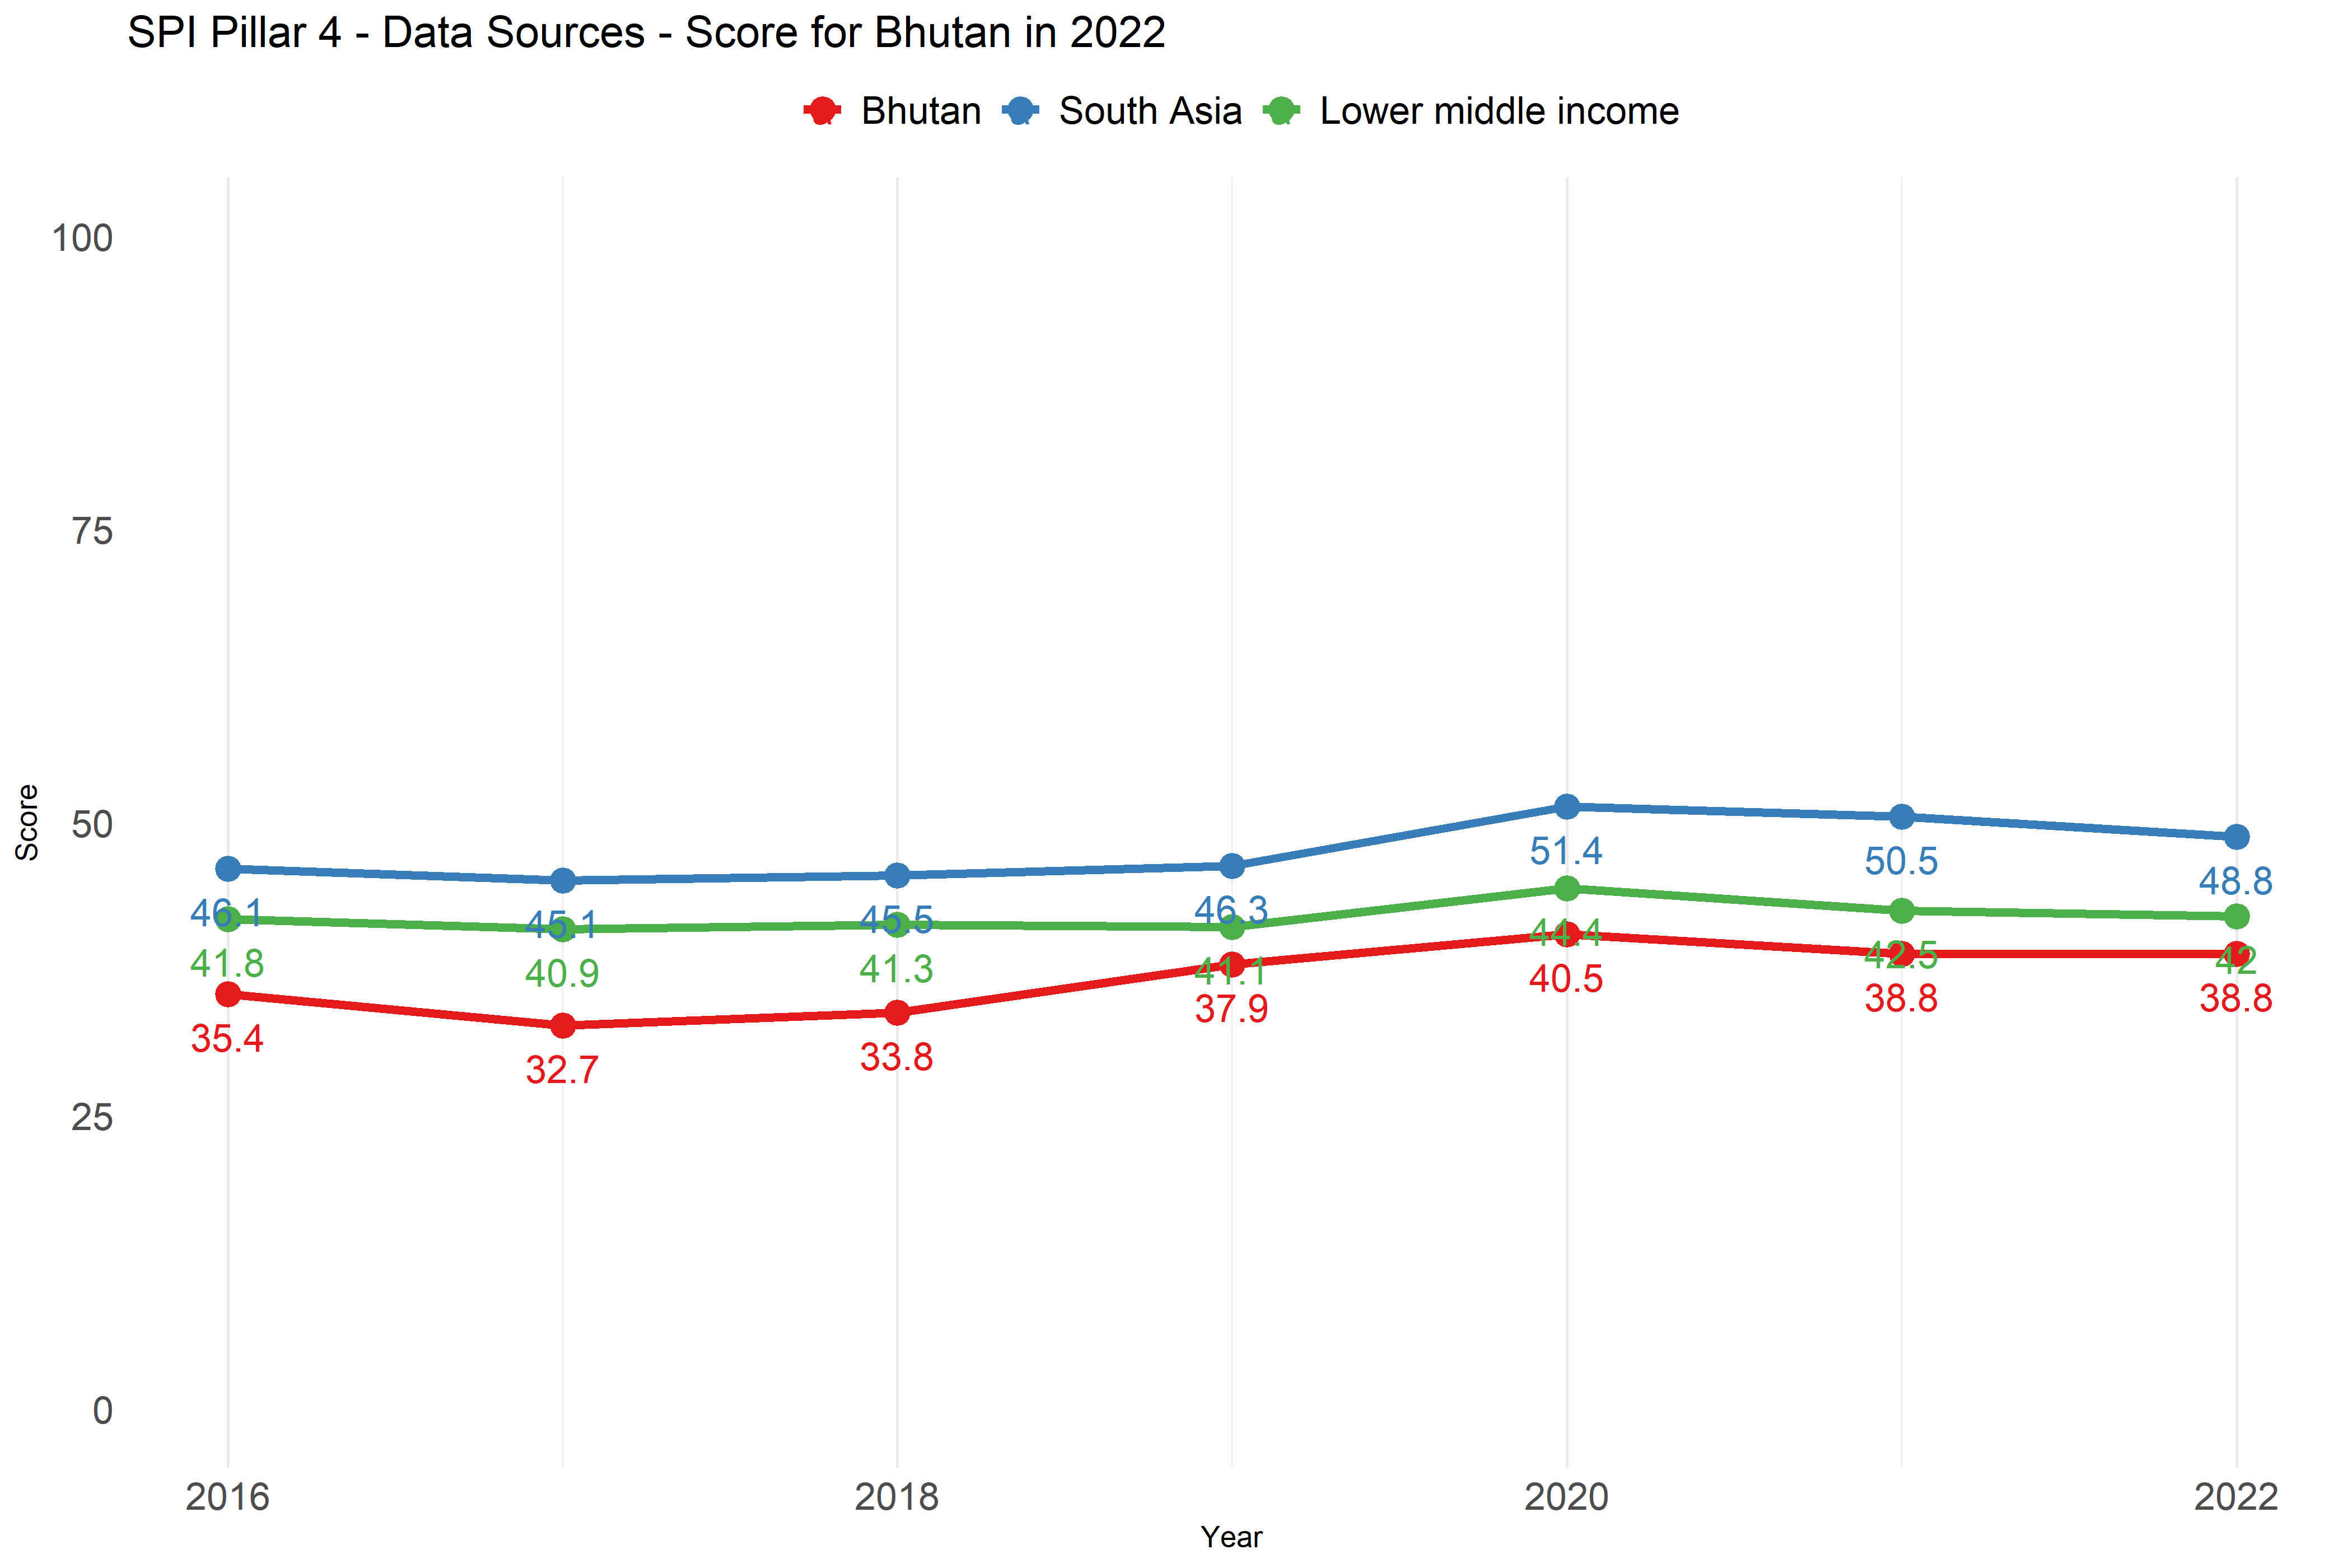 SPI Pillar 4 - Data Sources - Score for Bhutan in 2022
Bhutan South Asia Lower middle income
100
75
50
25
0
Score
46.1 45.1 45.5 46.3 51.4 50.5 48.8
41.8 40.9 41.3 41.1 44.4 42.5 42
35.4 32.7 33.8 37.9 40.5 38.8 38.8
2016 2018 2020 2022
Year